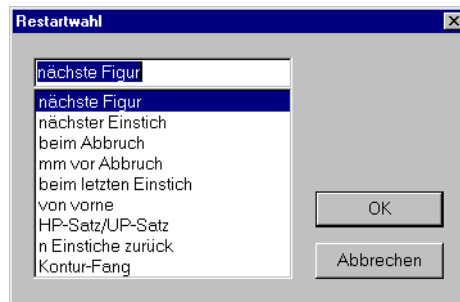 Restartwahl
nächste Figur
nächste Figur
nächster Einstich
beim Abbruch
mm vor Abbruch
beim letzten Einstich
von vorne
HP-Satz/UP-Satz
n Einstiche zurück
Kontur-Fang
OK
Abbrechen